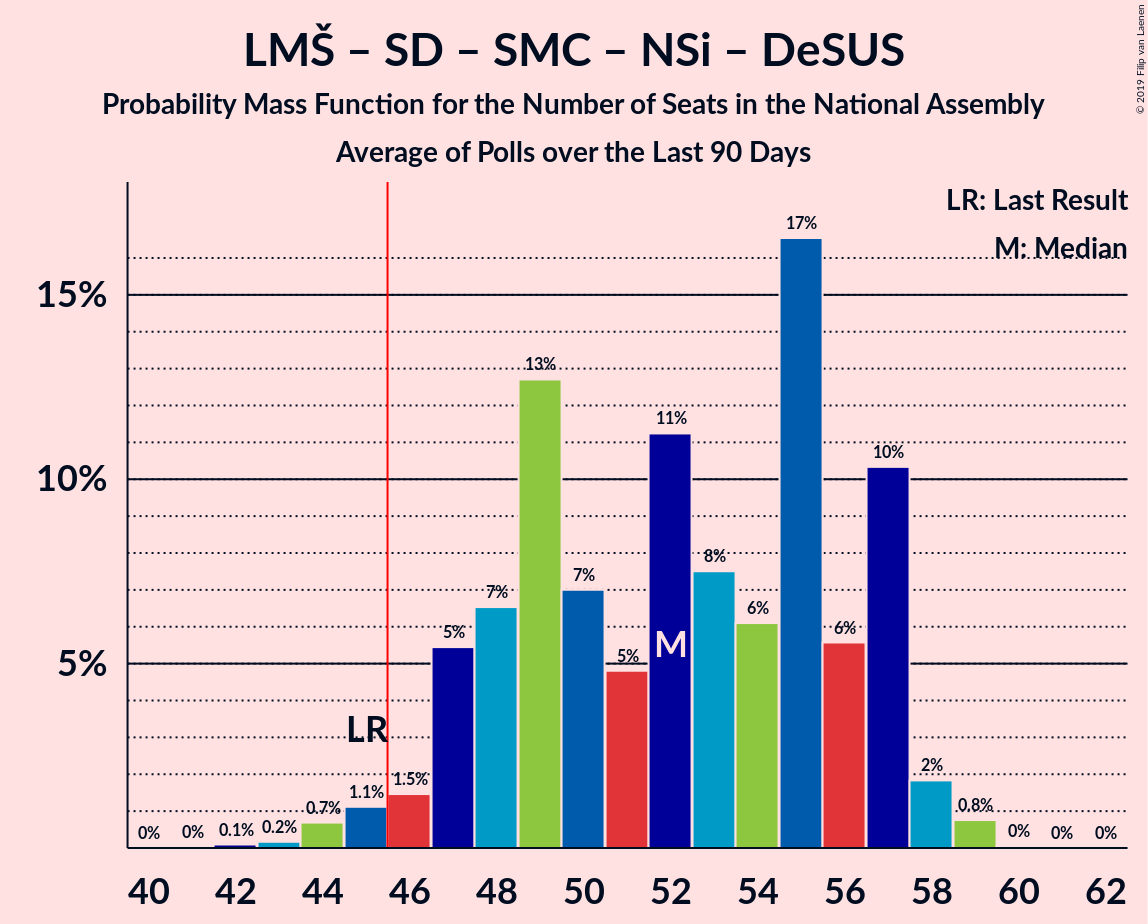 LMŠ – SD – SMC – NSi – DeSUS
Probability Mass Function for the Number of Seats in the National Assembly
Average of Polls over the Last 90 Days
© 2019 Filip van Laenen
LR: Last Result
M: Median
17%
15%
13%
11%
10%
10%
8%
7%
7%
6%
6%
5%
5%
5%
M
LR
2%
1.5%
1.1%
0.7%
0.8%
0%
0%
0.1%
0.2%
0%
0%
0%
40 42 44 46 48 50 52 54 56 58 60 62